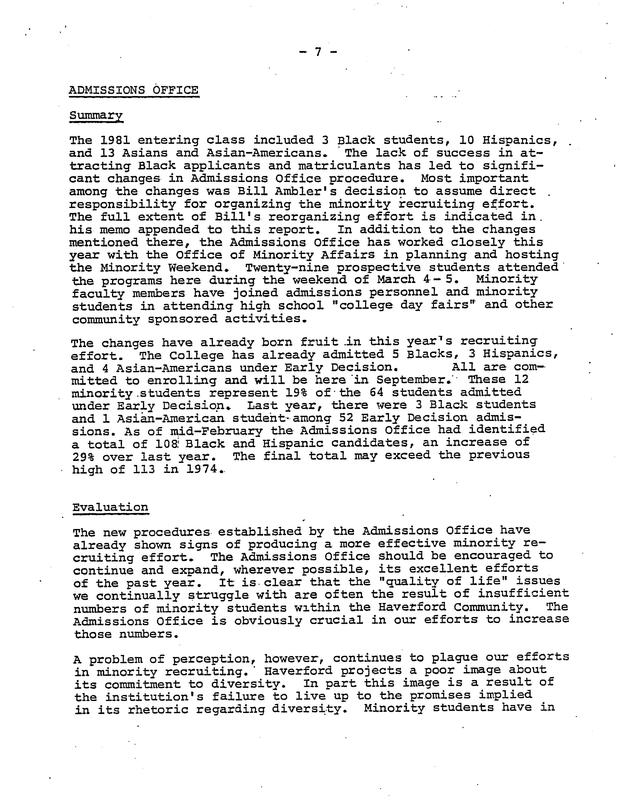 - 7 -
ADMISSIONS OFFICE
Summary
The 1981 entering class included 3 Black students, 10 Hispanics,
and 13 Asians and Asian-Americans. The lack of success in at-
tracting Black applicants and matriculants has led to signifi-
cant changes in Admissions Office procedure. Most important
among the changes was Bill Ambler's decision to assume direct
responsibility for organizing the minority recruiting effort.
The full extent of Bill's reorganizing effort is indicated in
his memo appended to this report. In addition to the changes
mentioned there, the Admissions Office has worked closely this
year with the Office of Minority Affairs in planning and hosting
the Minority Weekend. Twenty-nine prospective students attended
the programs here during the weekend of March 4-5. Minority
faculty members have joined admissions personnel and minority
students in attending high school "college day fairs" and other
community sponsored activities.
The changes have already born fruit in this year's recruiting
effort. The College has already admitted 5 Blacks, 3 Hispanics,
and 4 Asian-Americans under Early Decision. All are com-
mitted to enrolling and will be here in September. These 12
minority students represent 19% of the 64 students admitted
under Early Decision. Last year, there were 3 Black students
and 1 Asian-American student among 52 Early Decision admis-
sions. As of mid-February the Admissions Office had identified
a total of 108 Black and Hispanic candidates, an increase of
29% over last year. The final total may exceed the previous
high of 113 in 1974.
Evaluation
The new procedures established by the Admissions Office have
already shown signs of producing a more effective minority re-
cruiting effort. The Admissions Office should be encouraged to
continue and expand, wherever possible, its excellent efforts
of the past year. It is clear that the "quality of life" issues
we continually struggle with are often the result of insufficient
numbers of minority students within the Haverford Community. The
Admissions Office is obviously crucial in our efforts to increase
those numbers.
A problem of perception, however, continues to plague our efforts
in minority recruiting. Haverford projects a poor image about
its commitment to diversity. In part this image is a result of
the institution's failure to live up to the promises implied
in its rhetoric regarding diversity. Minority students have in